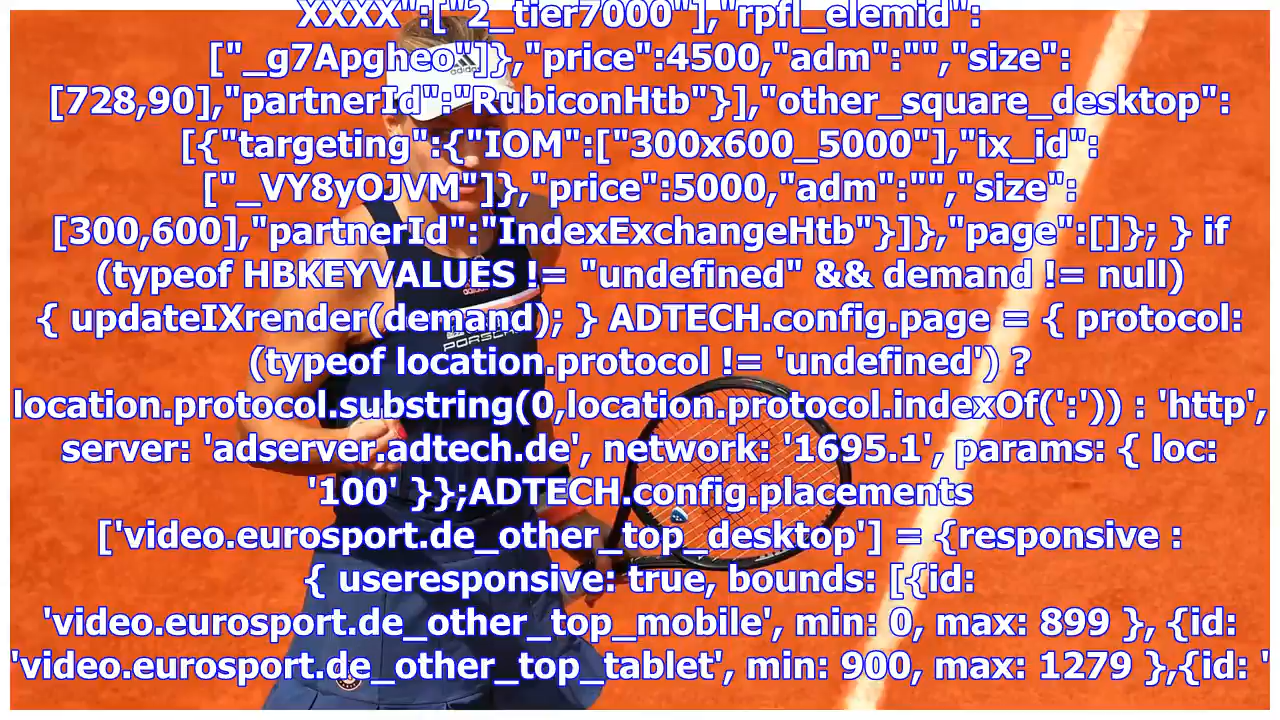 XXXX":["2_tier7000"],"rpfl_elemid":
["_g7Apgheo"]},"price":4500,"adm":"","size":
[728,90],"partnerId":"RubiconHtb"}],"other_square_desktop":
[{"targeting":{"IOM":["300x600_5000"],"ix_id":
["_VY8yOJVM"]},"price":5000,"adm":"","size":
[300,600],"partnerId":"IndexExchangeHtb"}]},"page":[]}; } if
(typeof HBKEYVALUES != "undefined" && demand != null)
{ updateIXrender(demand); } ADTECH.config.page = { protocol:
(typeof location.protocol != 'undefined') ?
location.protocol.substring(0,location.protocol.indexOf(':')) : 'http',
server: 'adserver.adtech.de', network: '1695.1', params: { loc:
'100' }};ADTECH.config.placements
['video.eurosport.de_other_top_desktop'] = {responsive :
{ useresponsive: true, bounds: [{id:
'video.eurosport.de_other_top_mobile', min: 0, max: 899 }, {id:
'video.eurosport.de_other_top_tablet', min: 900, max: 1279 },{id: '
adidas
PORSCHE